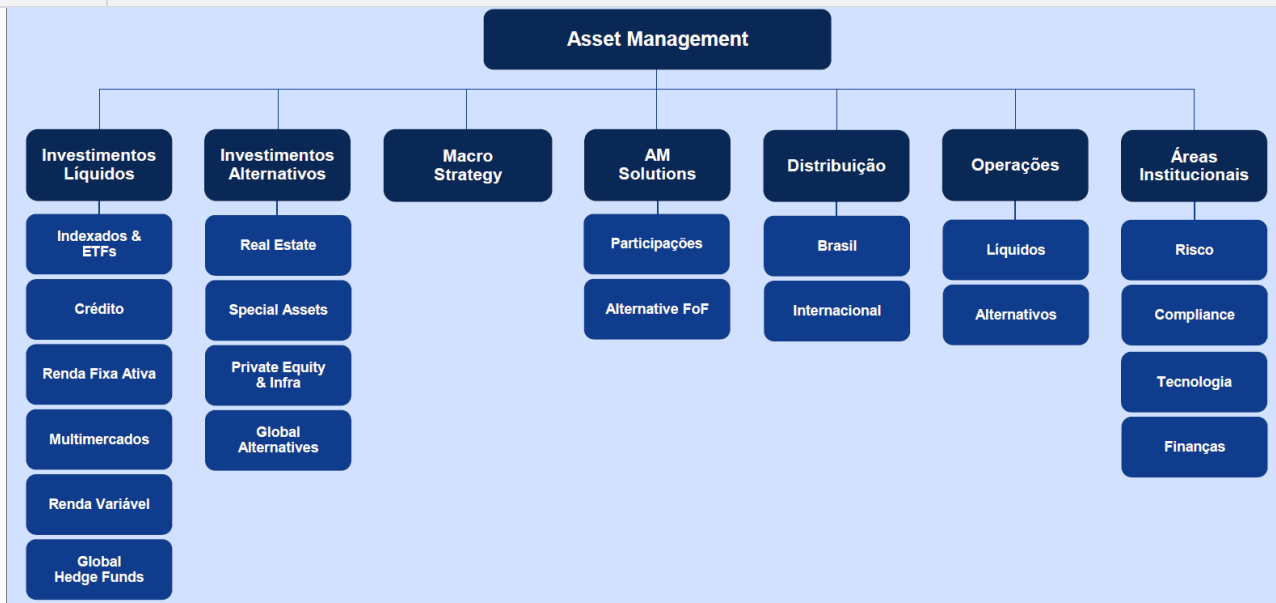 Asset Management
Investimentos
Líquidos
Indexados &
ETFs
Crédito
Renda Fixa Ativa
Multimercados
Renda Variável
Global
Hedge Funds
Investimentos
Alternativos
Real Estate
Special Assets
Private Equity
& Infra
Global
Alternatives
Macro
Strategy
AM
Solutions
Participações
Alternative FoF
Distribuição
Brasil
Internacional
Operações
Líquidos
Alternativos
Áreas
Institucionais
Risco
Compliance
Tecnologia
Finanças